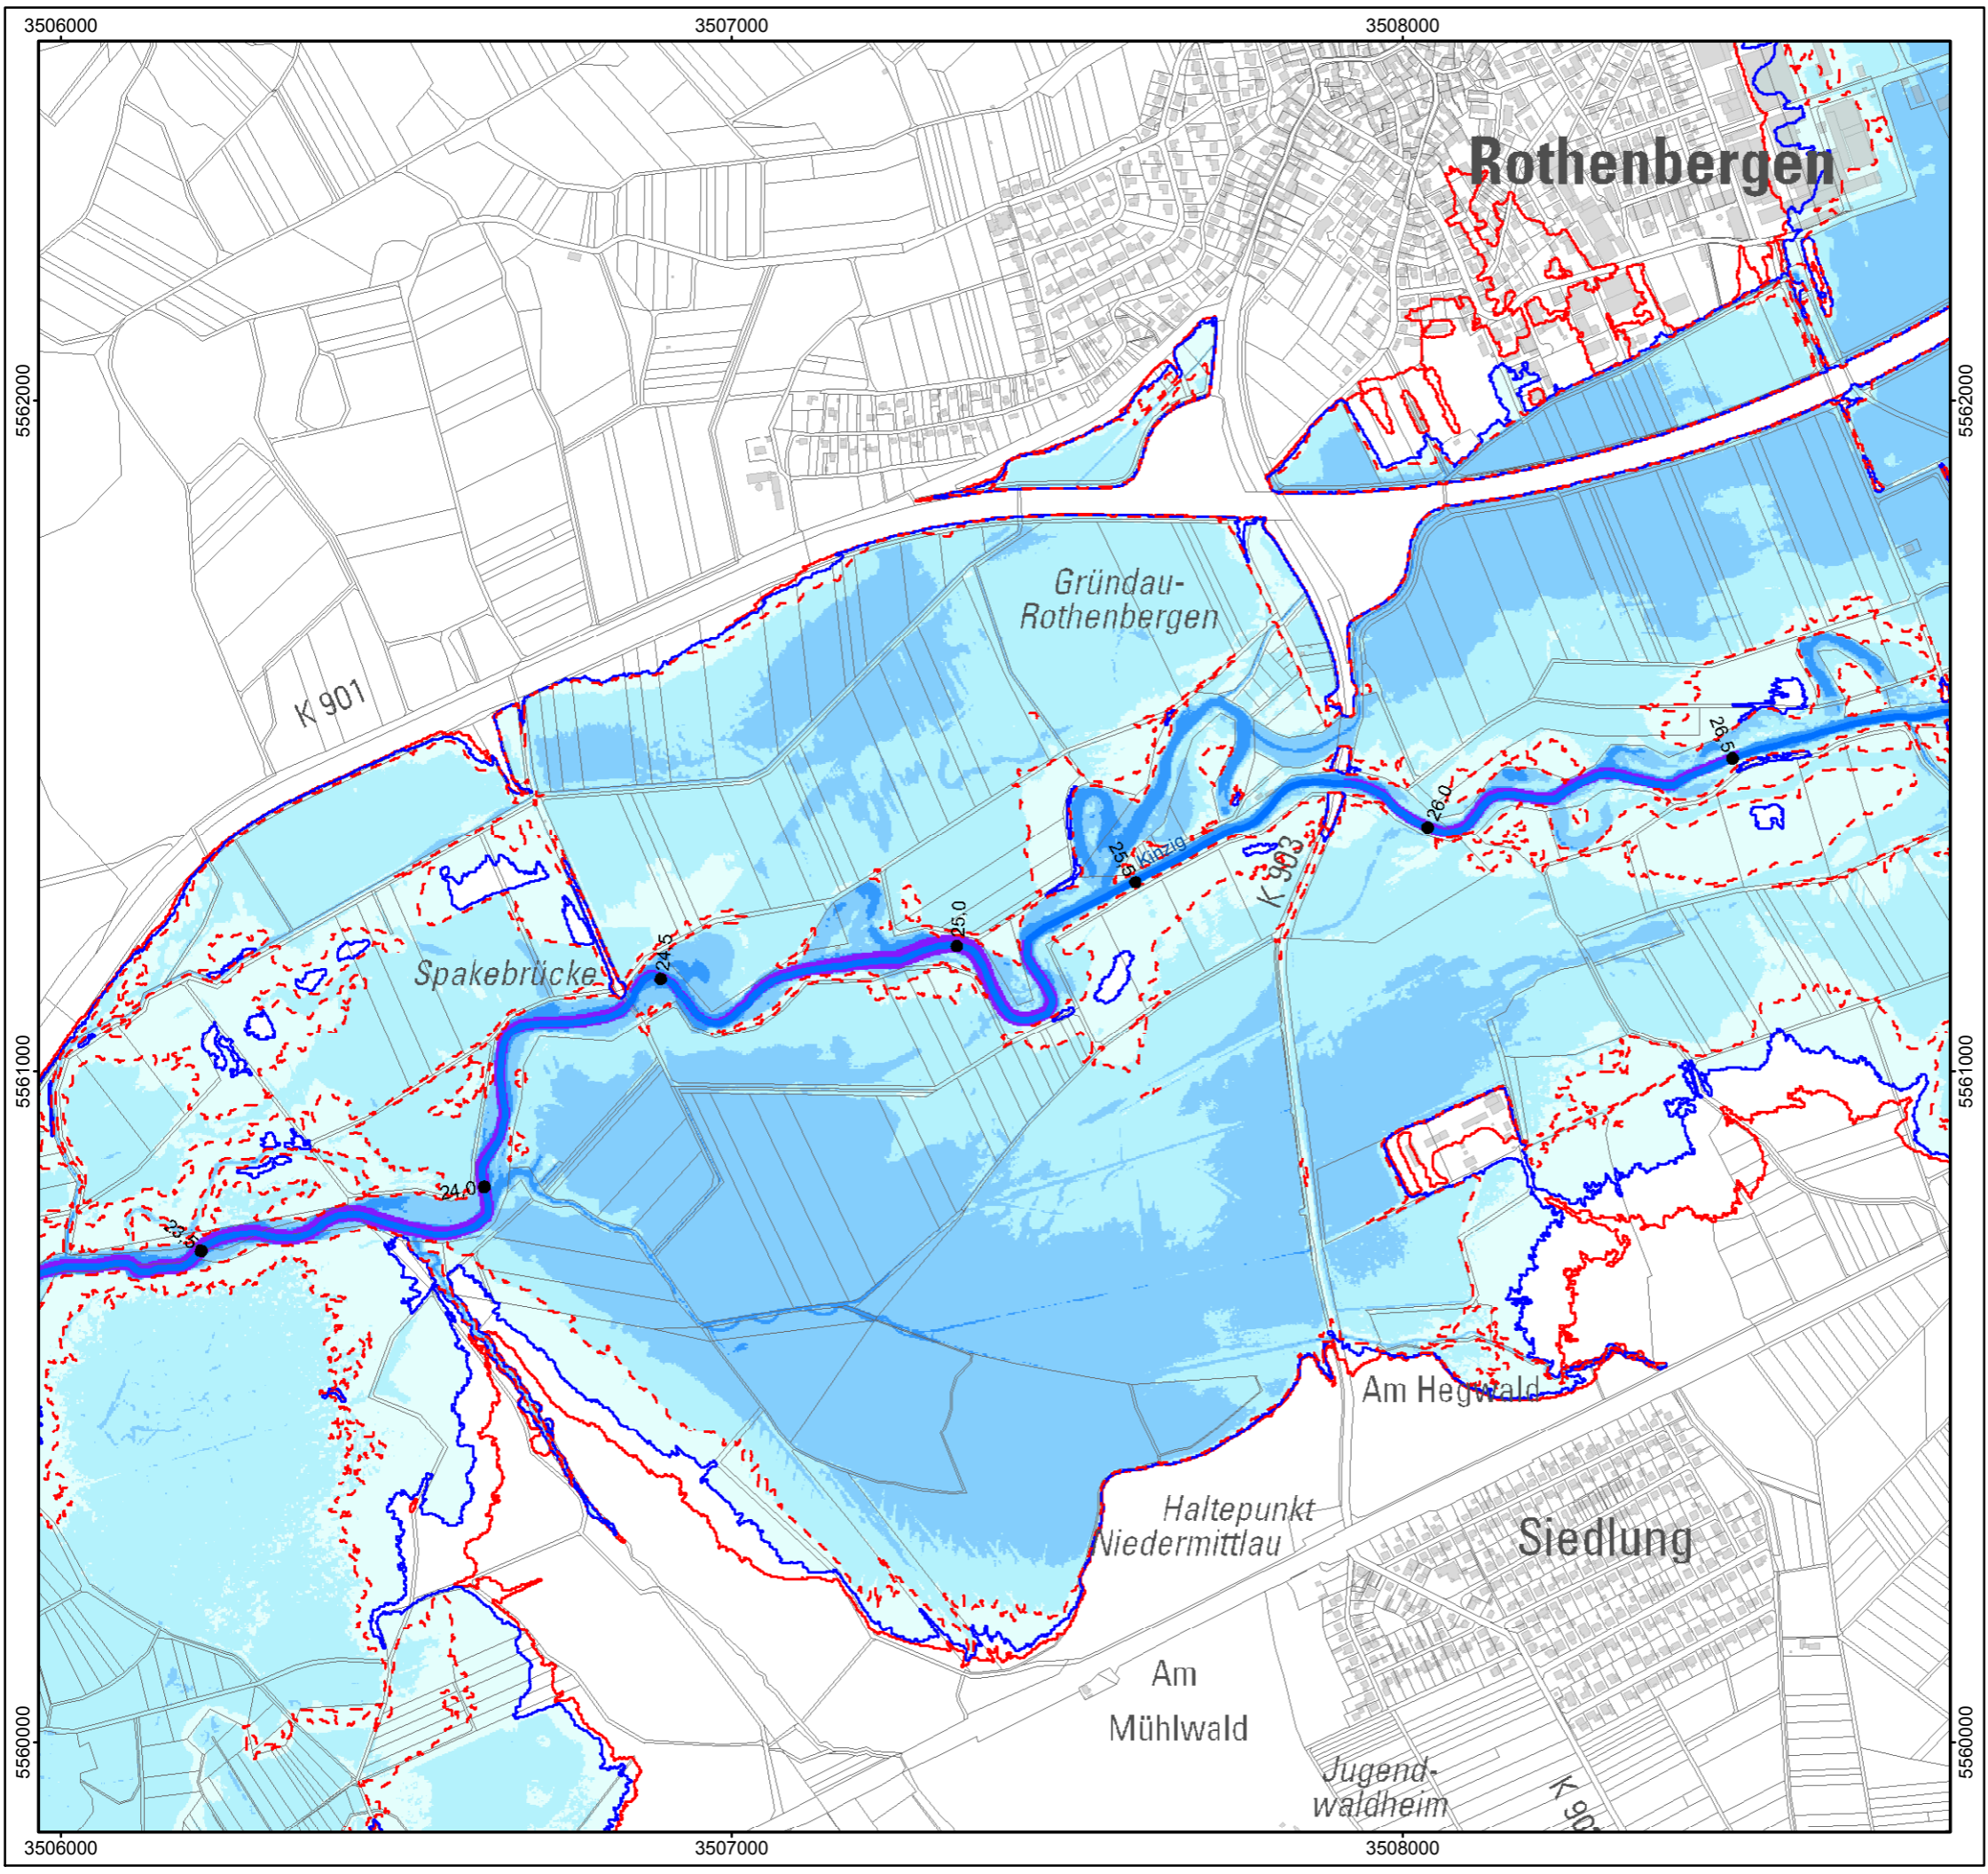 3506000
3507000
3508000
5562000
5562000
Rothenbergen
Gründau-
Rothenbergen
K 901
26,5
26,0
Kinzig
25,5
K 903
25,0
24,5
Spakebrücke
5561000
5561000
24,0
23,5
Am Hegwald
Haltepunkt
Niedermittlau
Siedlung
Am
Mühlwald
Jugend-
waldheim
5560000
5560000
3506000
3507000
3508000